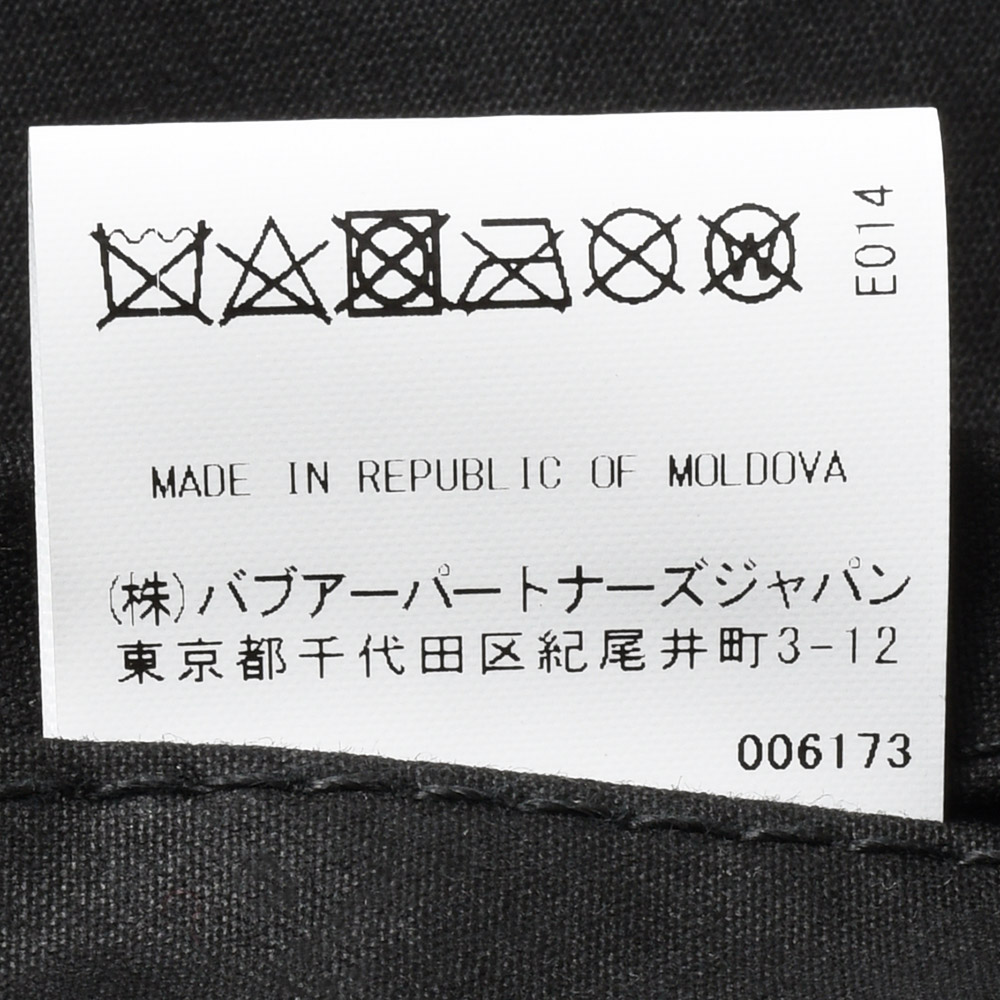 E014
MADE IN REPUBLIC OF MOLDOVA
(株)バブアーパートナーズジャパン
東京都千代田区紀尾井町3-12
006173